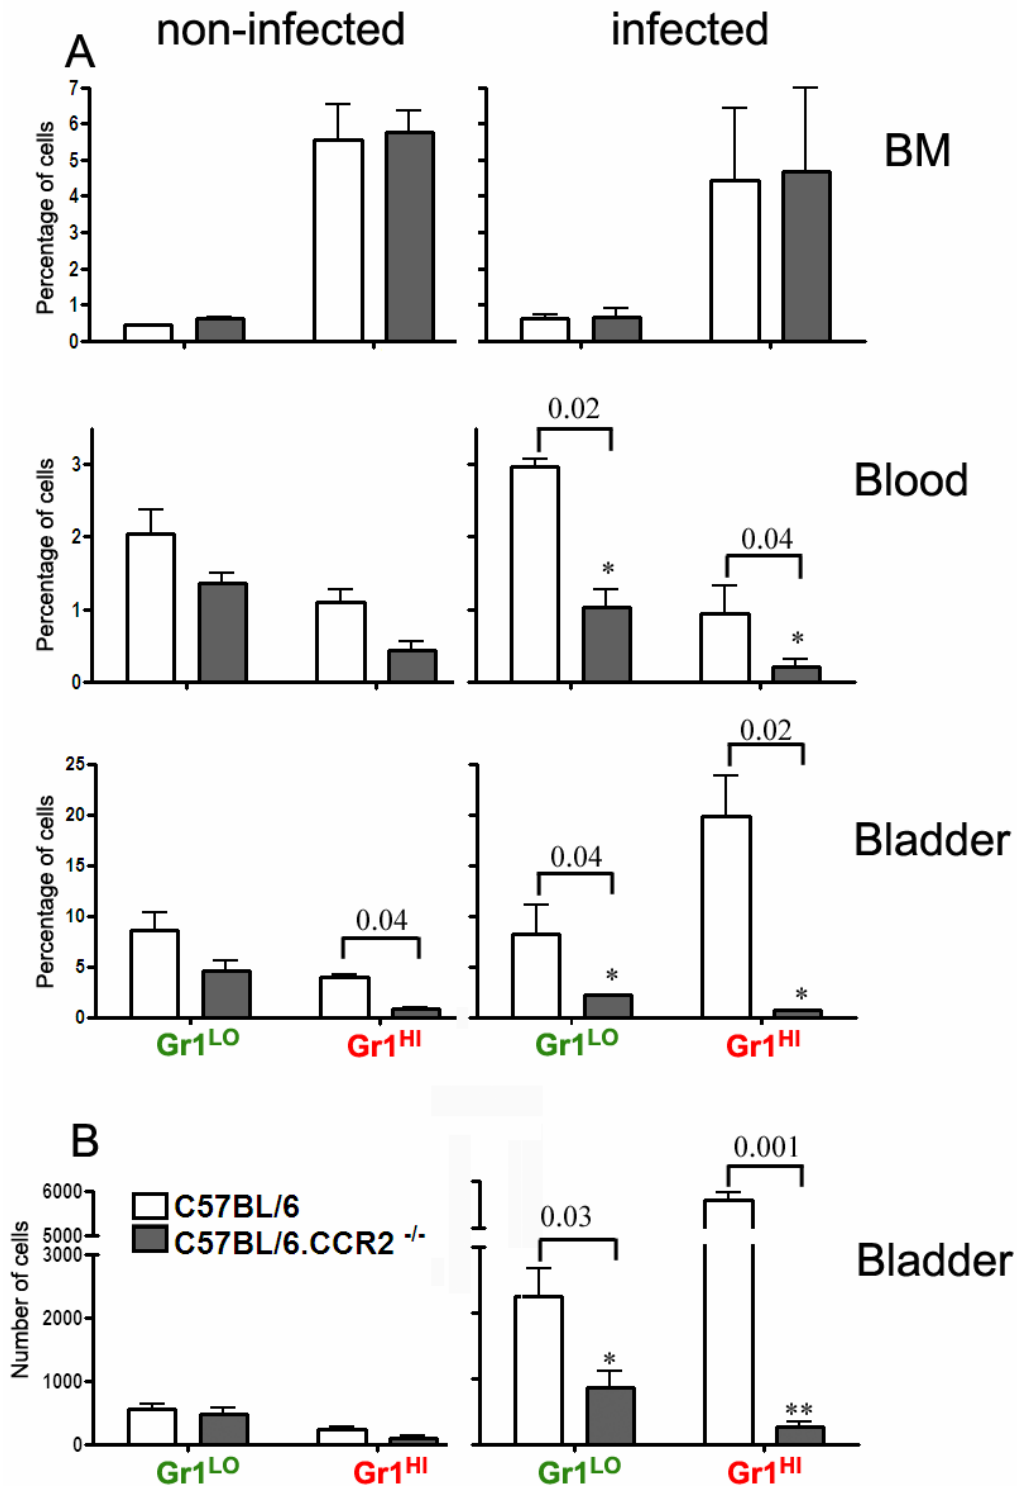 non-infected infected
A
7
6
5
4
3
2
1
0
Percentage of cells
BM
0.02
0.04
3
2
1
0
Percentage of cells
*
*
Blood
0.02
0.04
0.04
25
20
15
10
5
0
Percentage of cells
*
*
Bladder
Gr1LO Gr1HI Gr1LO Gr1HI
B
0.001
0.03
6000
5000
3000
2000
1000
0
Number of cells
C57BL/6
C57BL/6.CCR2 -/-
*
**
Bladder
Gr1LO Gr1HI Gr1LO Gr1HI